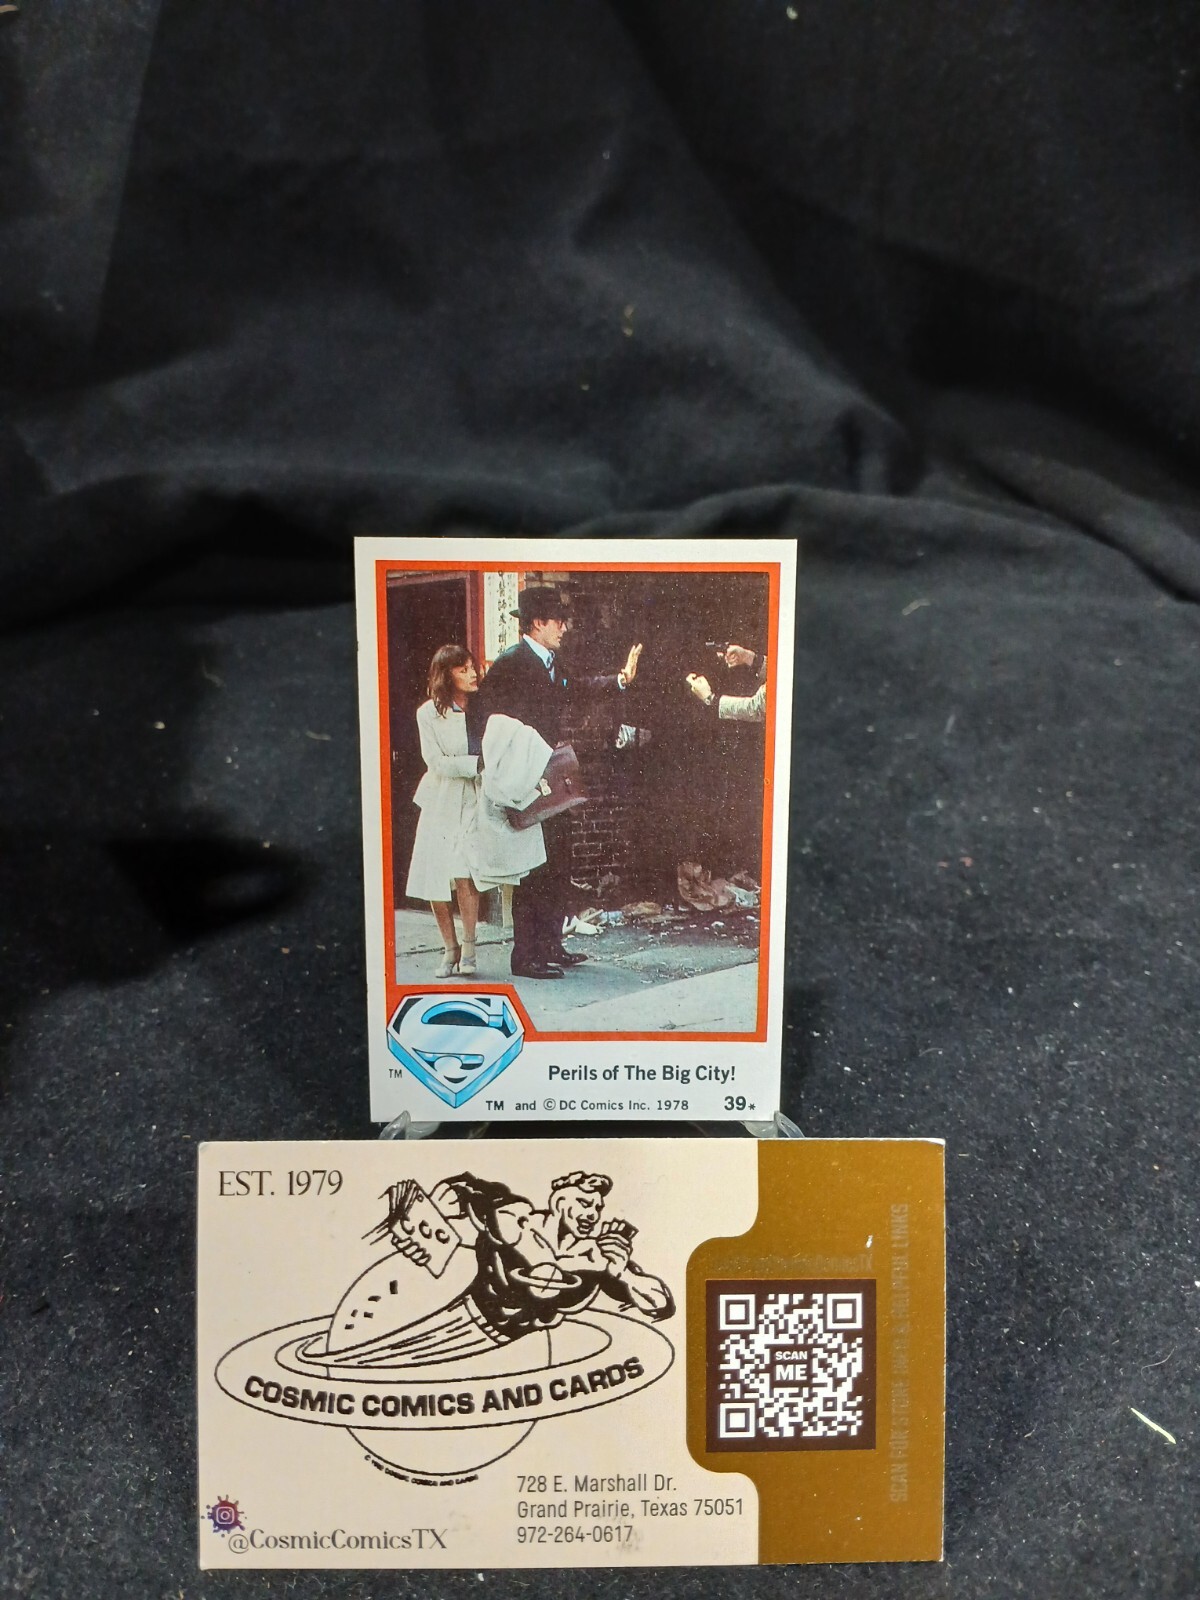 TM
Perils of The Big City!
TM and © DC Comics Inc. 1978 39*
EST. 1979
COSMIC COMICS AND CARDS
SCAN
ME
728 E. Marshall Dr.
Grand Prairie, Texas 75051
972-264-0617
@CosmicComicsTX